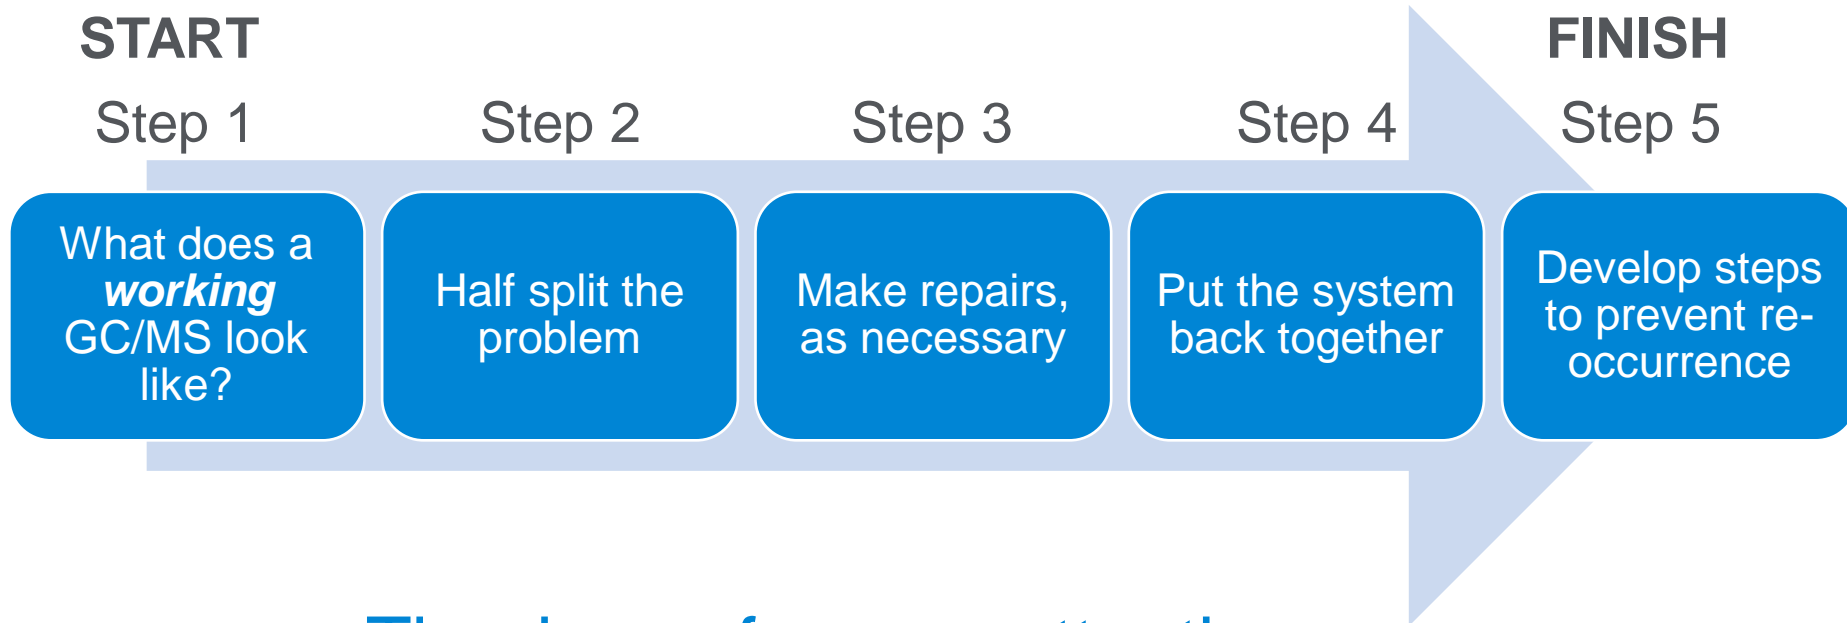 START
FINISH
Step 1
Step 2
Step 3
Step 4
Step 5
What does a
working
GC/MS look
like?
Half split the
problem
Make repairs,
as necessary
Put the system
back together
Develop steps
to prevent re-
occurrence